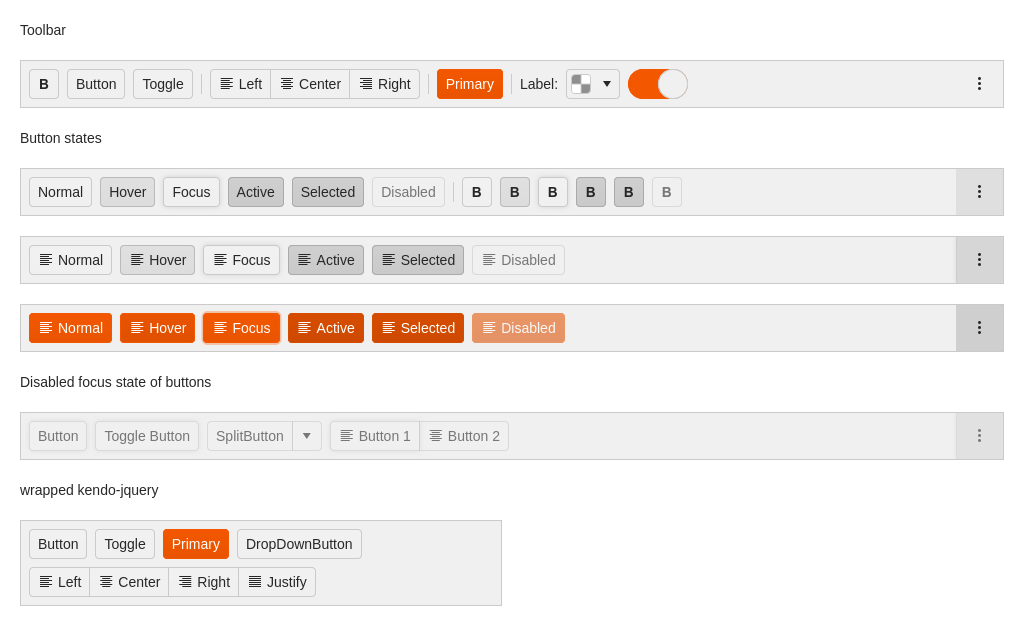 Toolbar
B Button Toggle Left Center Right Primary Label:
Button states
Normal Hover Focus Active Selected Disabled B B B B B B
Normal Hover Focus Active Selected Disabled
Normal Hover Focus Active Selected Disabled
Disabled focus state of buttons
Button Toggle Button SplitButton Button 1 Button 2
wrapped kendo-jquery
Button Toggle Primary DropDownButton
Left Center Right Justify